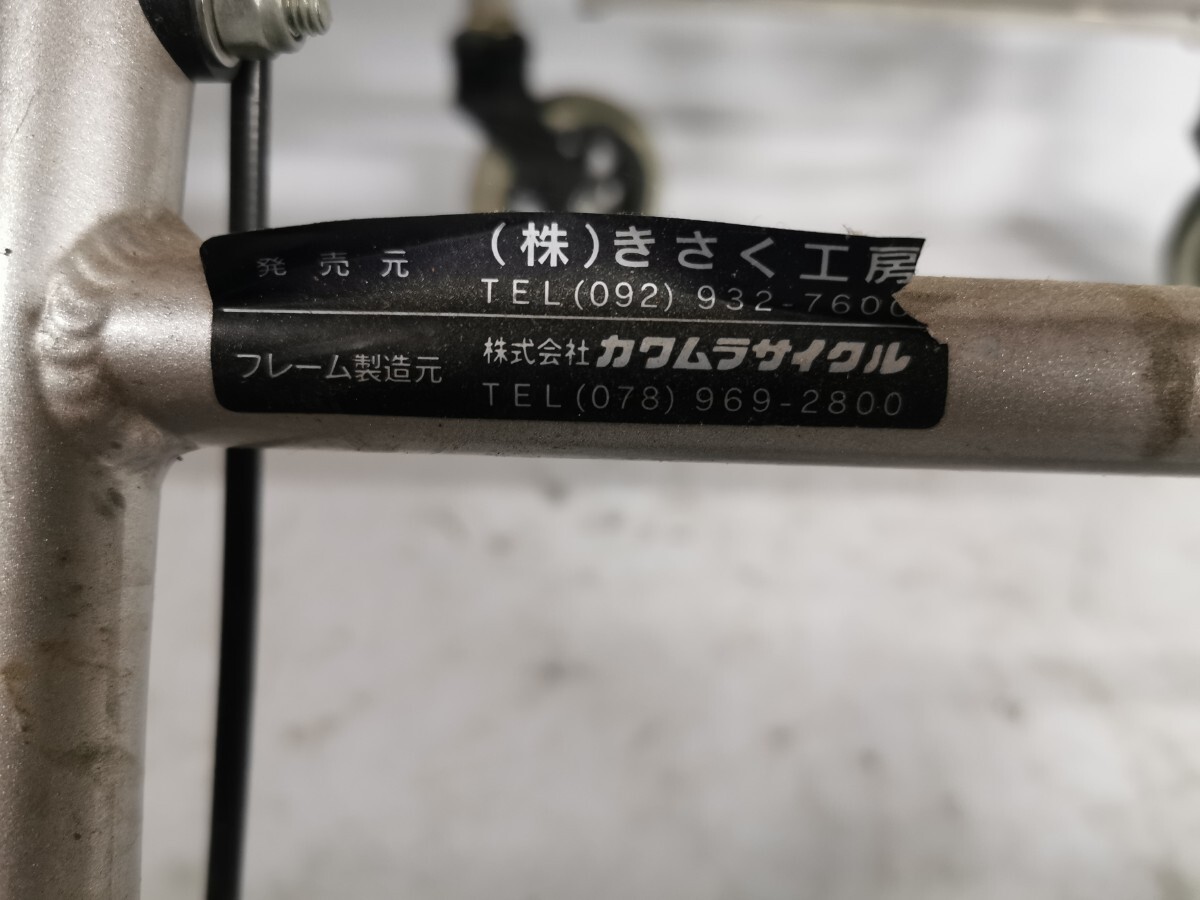 発売元 (株)きさく工房
TEL(092) 932-760
フレーム製造元 株式会社 カワムラサイクル
TEL(078) 969-2800